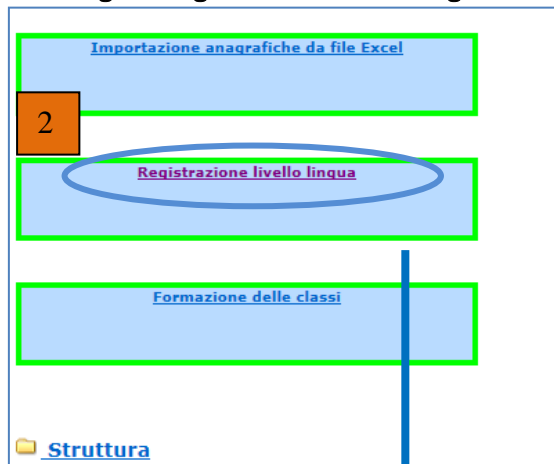 Importazione anagrafiche da file Excel
2
Registrazione livello lingua
Formazione delle classi
Struttura